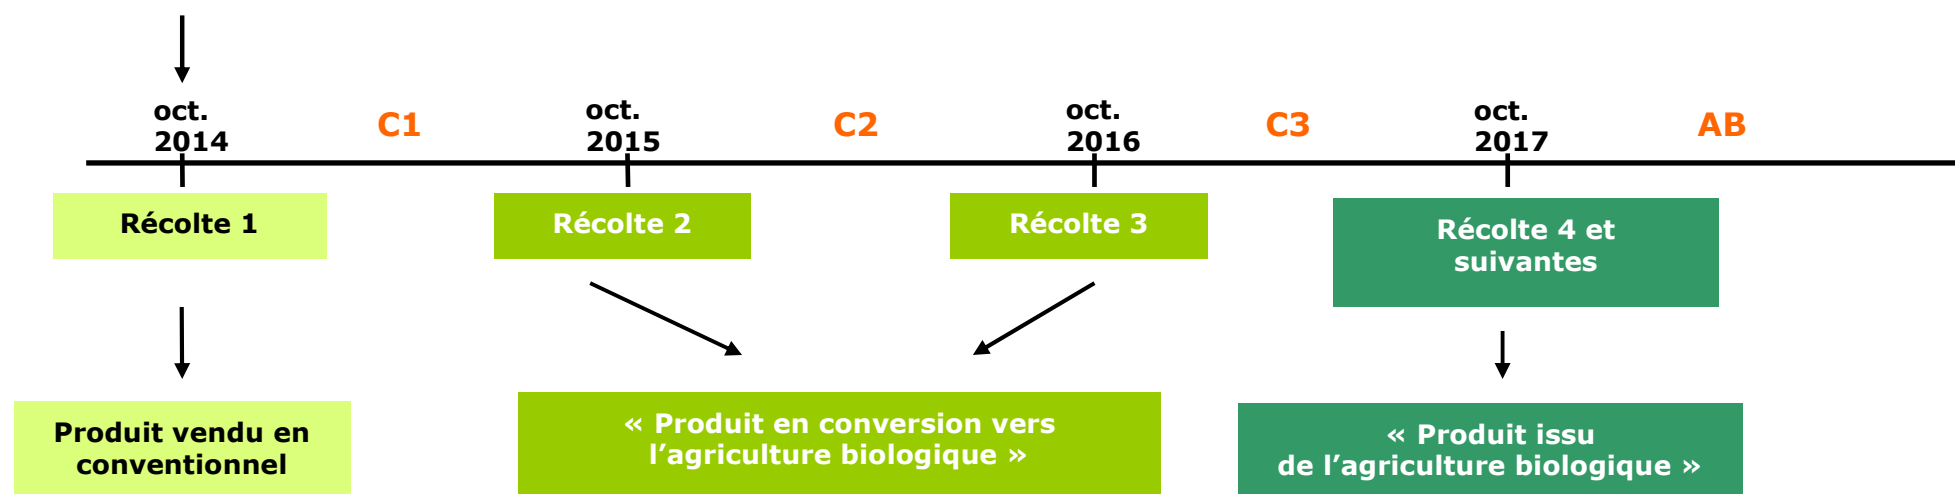 oct.
2014
C1
oct.
2015
C2
oct.
2016
C3
oct.
2017
AB
Récolte 1
Récolte 2
Récolte 3
Récolte 4 et
suivantes
Produit vendu en
conventionnel
« Produit en conversion vers
l’agriculture biologique »
« Produit issu
de l’agriculture biologique »